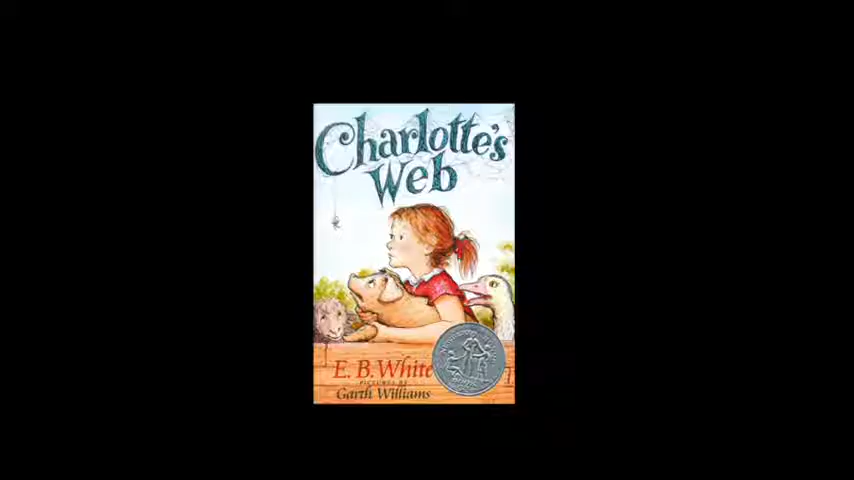 Charlotte's
Web
E. B. White
PICTURES BY
Garth Williams